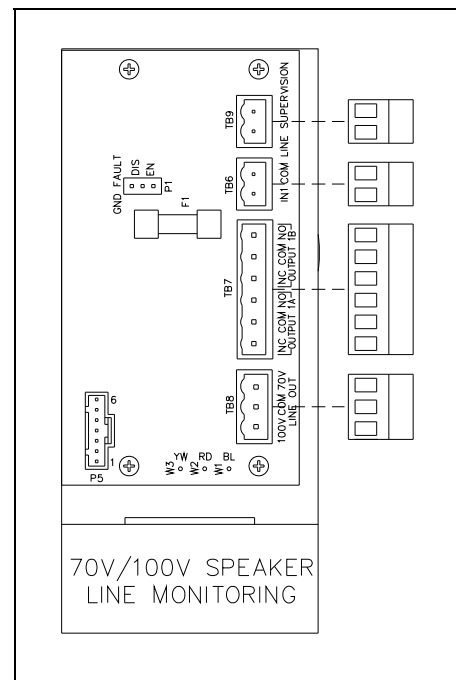 TB9
LINE SUPERVISION
GND FAULT
DIS
EN
P1
TB6
IN1 COM
F1
TB7
NC COM NO NC COM NO
OUTPUT 1A OUTPUT 1B
TB8
100V COM 70V
LINE OUT
6
1
P5
W3 YW
W2 RD
W1 BL
70V/100V SPEAKER
LINE MONITORING